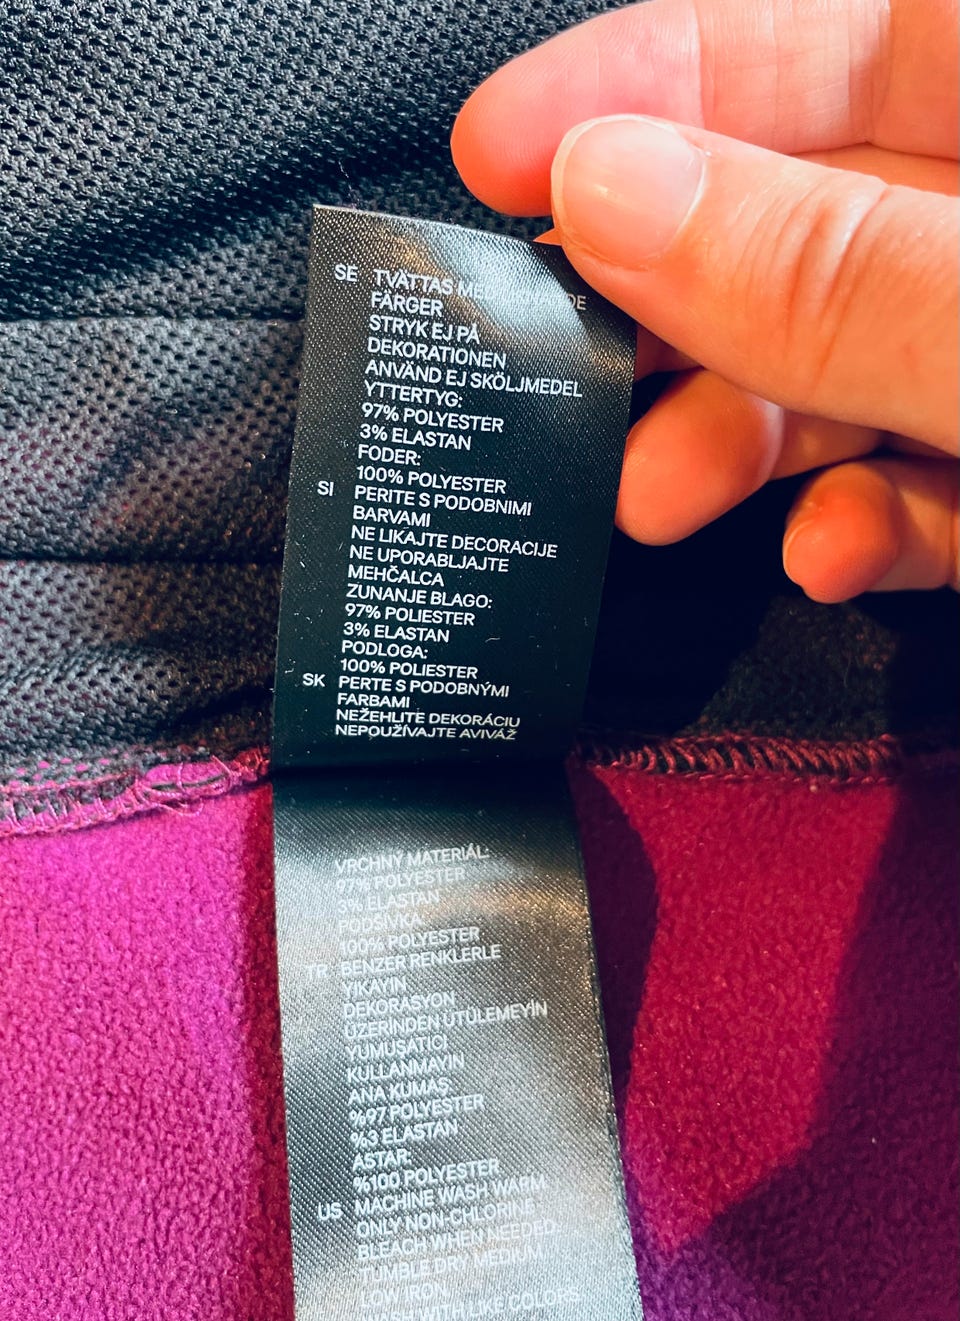 SE TVÄTTAS DE
FÄRGER
STRYK EJ PÅ
DEKORATIONEN
ANVÄND EJ SKÖLJMEDEL
YTTERTYG:
97% POLYESTER
3% ELASTAN
FODER:
100% POLYESTER
SI PERITE S PODOBNIMI
BARVAMI
NE LIKAJTE DECORACIJE
NE UPORABLJAJTE
MEHČALCA
ZUNANJE BLAGO:
97% POLIESTER
3% ELASTAN
PODLOGA:
100% POLIESTER
SK PERTE S PODOBNÝMI
FARBAMI
NEŽEHLITE DEKORÁCIU
NEPOUŽÍVAJTE AVIVÁŽ
VRCHNÝ MATERIÁL:
97% POLYESTER
3% ELASTAN
PODŠÍVKA:
100% POLYESTER
TR BENZER RENKLERLE
YIKAYIN
DEKORASYON
ÜZERİNDEN ÜTÜLEMEYİN
YUMUŞATICI
KULLANMAYIN
ANA KUMAŞ:
%97 POLYESTER
%3 ELASTAN
ASTAR:
%100 POLYESTER
US MACHINE WASH WARM
ONLY NON-CHLORINE
BLEACH WHEN NEEDED.
TUMBLE DRY MEDIUM
LOW IRON
WASH WITH LIKE COLORS.